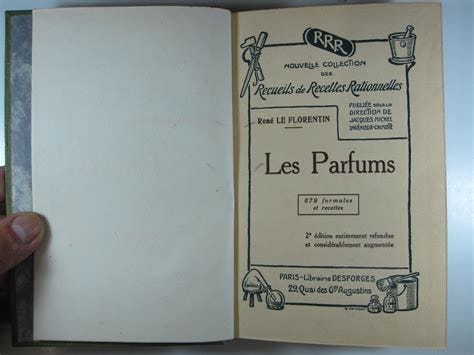 RRR
NOUVELLE COLLECTION
DES
Recueils de Recettes Rationnelles
PUBLIÉE SOUS LA
DIRECTION DE
JACQUES MICHEL
INGÉNIEUR-CHIMISTE
René LE FLORENTIN
Les Parfums
679 formules
et recettes
2e édition entièrement refondue
et considérablement augmentée
PARIS-Librairie DESFORGES
29, Quai des Gds Augustins